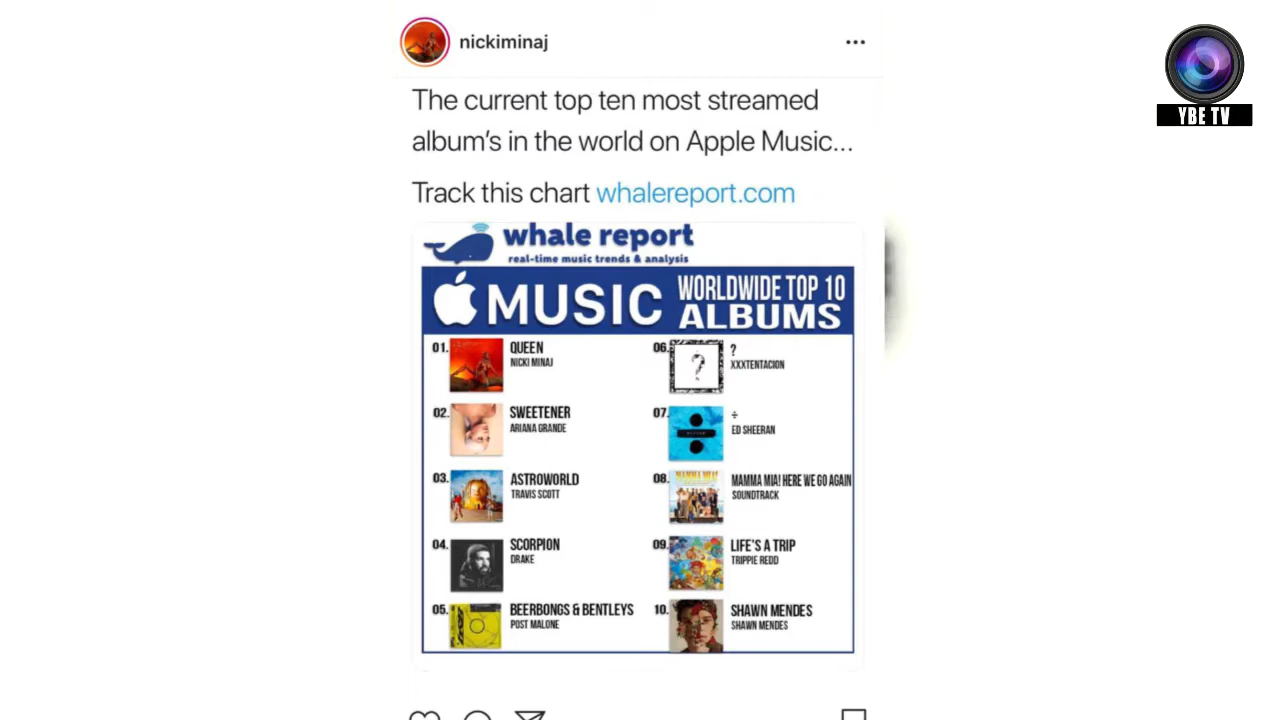 nickiminaj
YBE TV
The current top ten most streamed
album's in the world on Apple Music...
Track this chart whalereport.com
whale report
real-time music trends & analysis
MUSIC WORLDWIDE TOP 10
ALBUMS
01. QUEEN
NICKI MINAJ
02. SWEETENER
ARIANA GRANDE
03. ASTROWORLD
TRAVIS SCOTT
04. SCORPION
DRAKE
05. BEERBONGS & BENTLEYS
POST MALONE
06. ?
?
XXXTENTACION
07. ÷
ED SHEERAN
08. MAMMA MIA! HERE WE GO AGAIN
MAMMA MIA!
SOUNDTRACK
09. LIFE'S A TRIP
TRIPPIE REDD
10. SHAWN MENDES
SHAWN MENDES